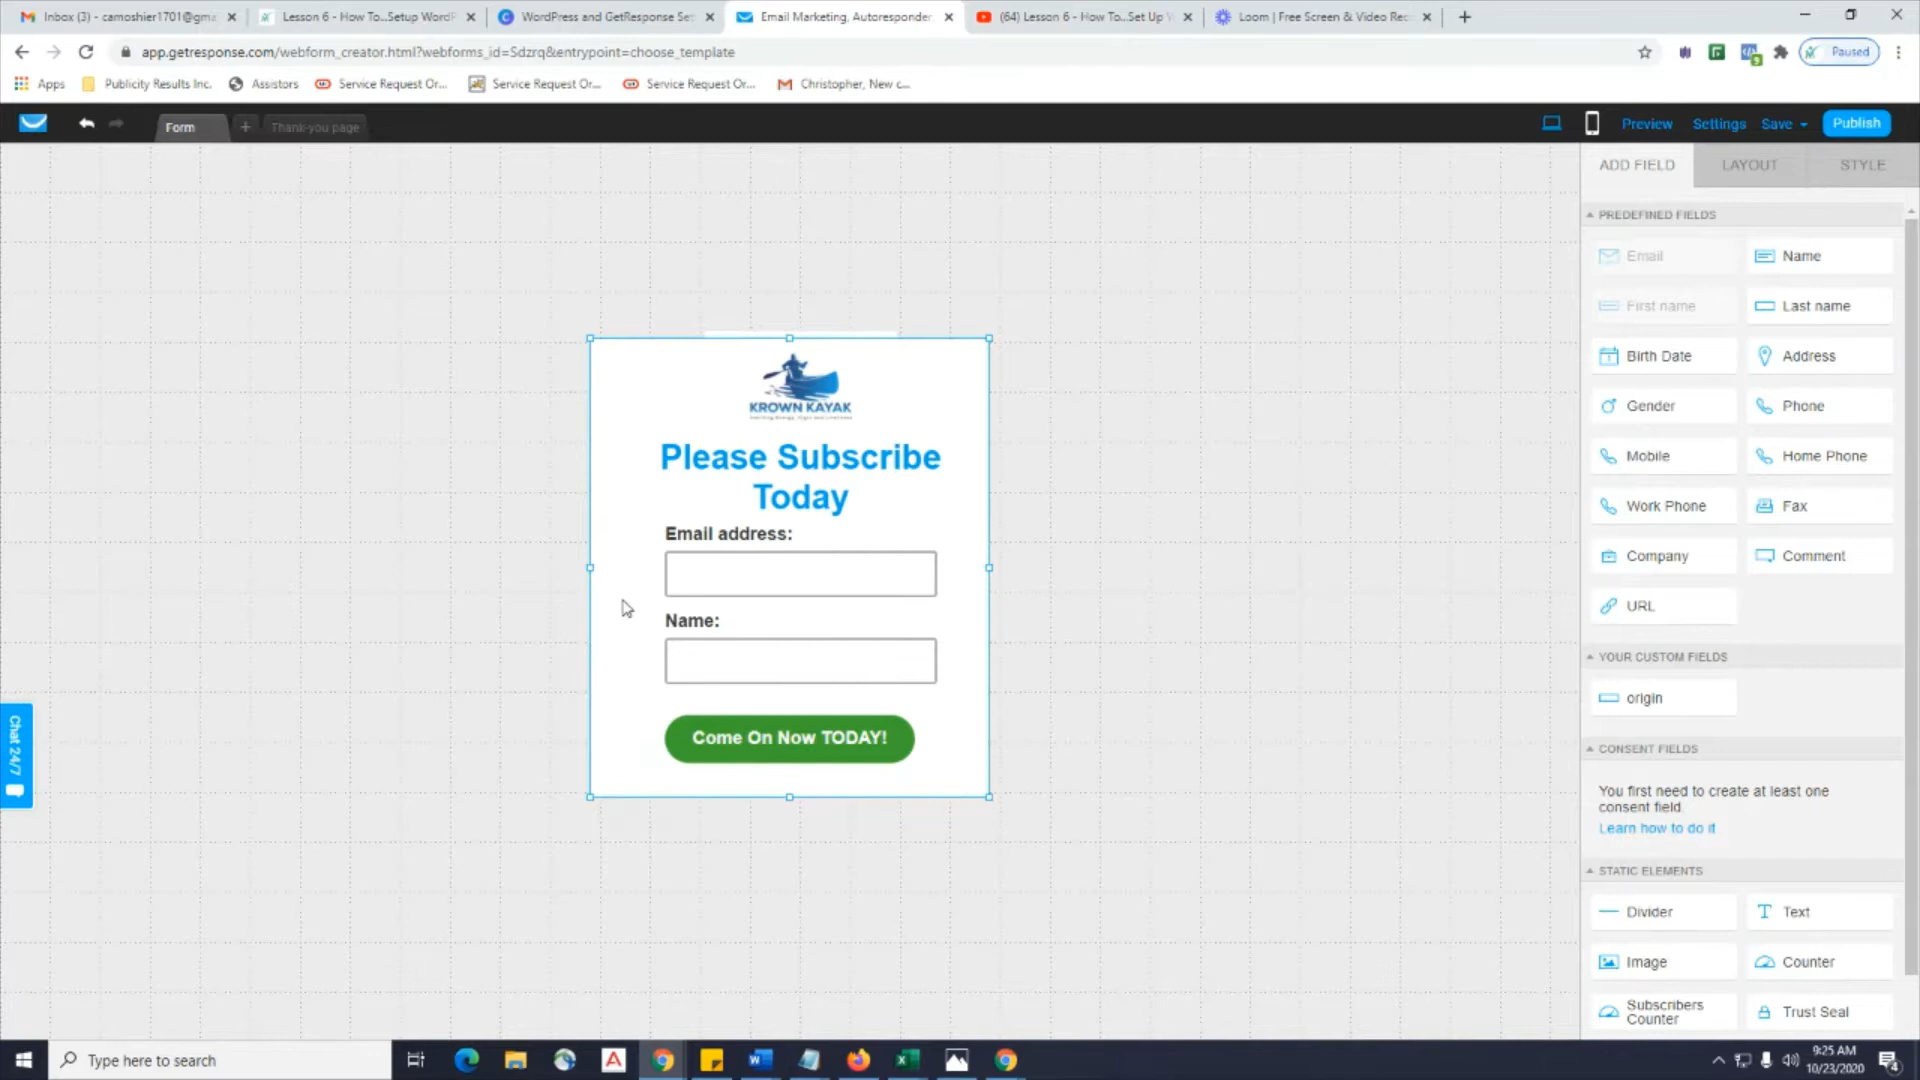 Inbox (3) - camoshier1701@gma
Lesson 6 - How To...Setup WordP
WordPress and GetResponse Set
Email Marketing, Autoresponder,
(64) Lesson 6 - How To...Set Up
Loom | Free Screen & Video Rec
app.getresponse.com/webform_creator.html?webforms_id=Sdzrq&entrypoint=choose_template
Paused
Apps
Publicity Results Inc.
Assistors
Service Request Or...
Service Request Or...
Service Request Or...
Christopher, New c...
Form
Thank-you page
Preview
Settings
Save
Publish
ADD FIELD
LAYOUT
STYLE
PREDEFINED FIELDS
Email
Name
First name
Last name
Birth Date
Address
Gender
Phone
Mobile
Home Phone
Work Phone
Fax
Company
Comment
URL
YOUR CUSTOM FIELDS
origin
CONSENT FIELDS
You first need to create at least one
consent field.
Learn how to do it
STATIC ELEMENTS
Divider
Text
Image
Counter
Subscribers
Counter
Trust Seal
KROWN KAYAK
Please Subscribe
Today
Email address:
Name:
Come On Now TODAY!
Chat 24/7
Type here to search
9:25 AM
10/23/2020
4